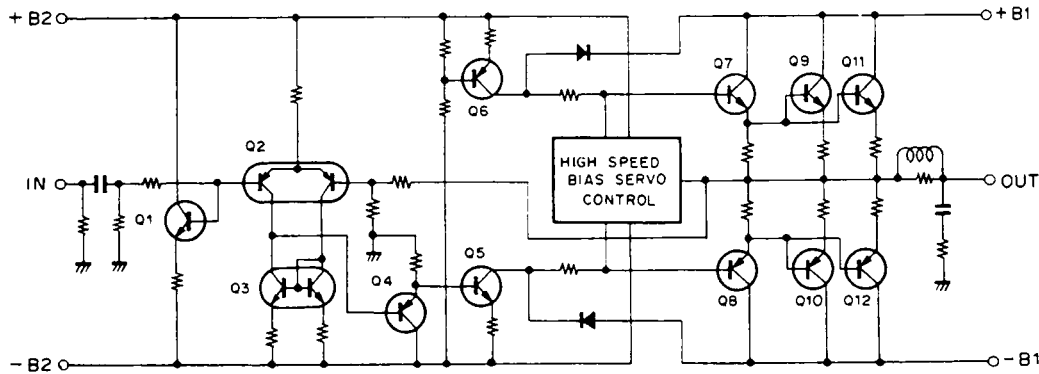 +B2
+B1
Q7
Q9
Q11
Q6
Q2
HIGH SPEED
BIAS SERVO
CONTROL
IN
OUT
Q1
Q5
Q4
Q3
Q8
Q10
Q12
-B2
-B1